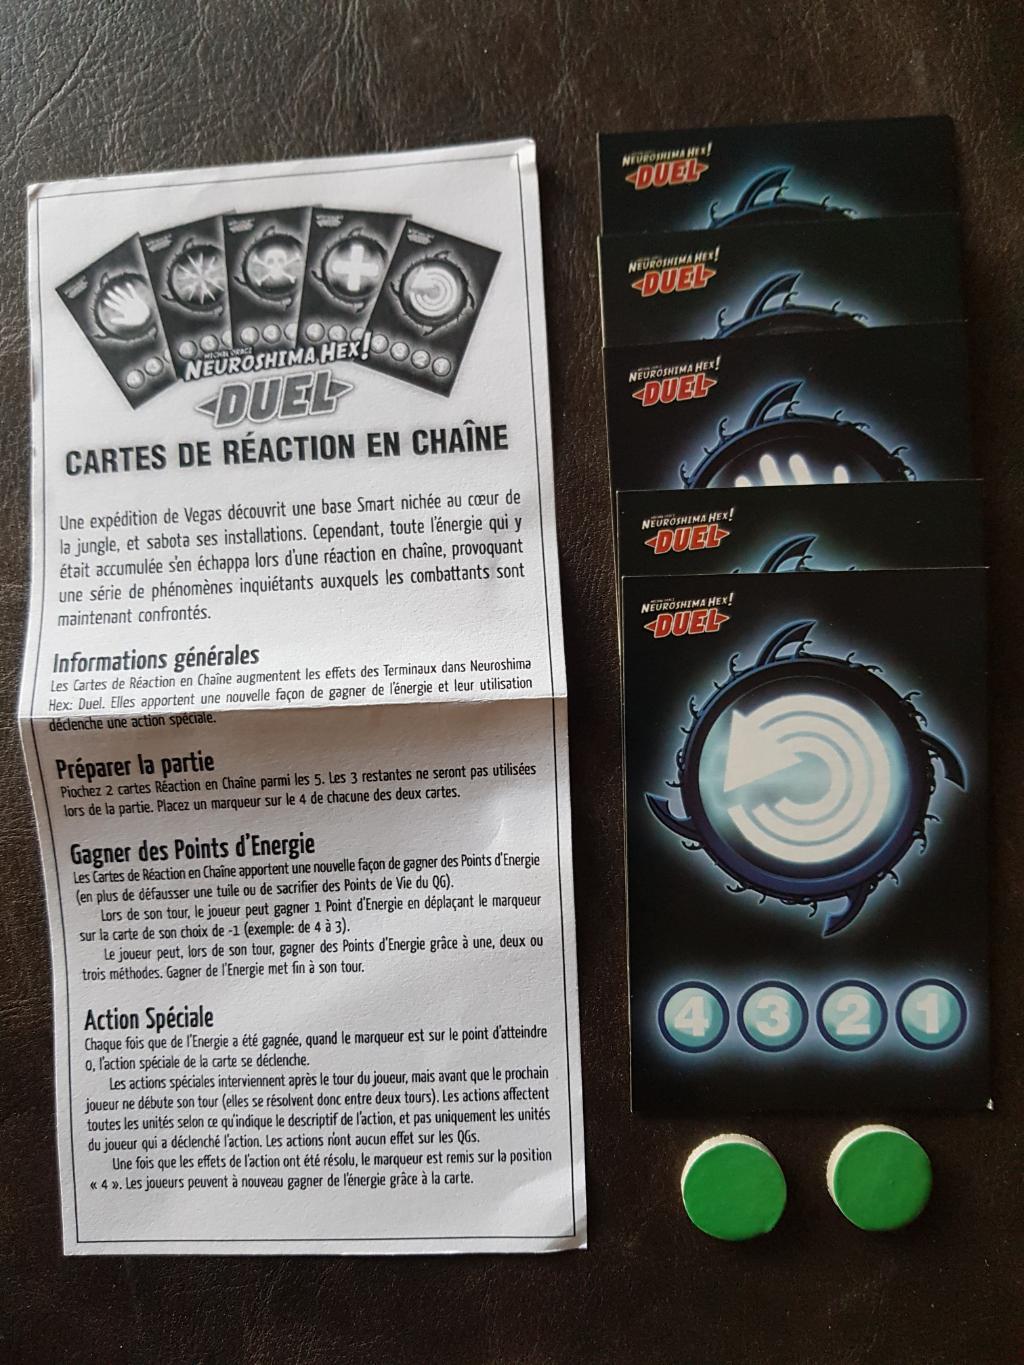 MICHAŁ ORACZ
NEUROSHIMA HEX!
DUEL
CARTES DE RÉACTION EN CHAÎNE
Une expédition de Vegas découvrit une base Smart nichée au cœur de
la jungle, et sabota ses installations. Cependant, toute l'énergie qui y
était accumulée s'en échappa lors d'une réaction en chaîne, provoquant
une série de phénomènes inquiétants auxquels les combattants sont
maintenant confrontés.
Informations générales
Les Cartes de Réaction en Chaîne augmentent les effets des Terminaux dans Neuroshima
Hex: Duel. Elles apportent une nouvelle façon de gagner de l'énergie et leur utilisation
déclenche une action spéciale.
Préparer la partie
Piochez 2 cartes Réaction en Chaîne parmi les 5. Les 3 restantes ne seront pas utilisées
lors de la partie. Placez un marqueur sur le 4 de chacune des deux cartes.
Gagner des Points d'Energie
Les Cartes de Réaction en Chaîne apportent une nouvelle façon de gagner des Points d'Energie
(en plus de défausser une tuile ou de sacrifier des Points de Vie du QG).
Lors de son tour, le joueur peut gagner 1 Point d'Energie en déplaçant le marqueur
sur la carte de son choix de -1 (exemple: de 4 à 3).
Le joueur peut, lors de son tour, gagner des Points d'Energie grâce à une, deux ou
trois méthodes. Gagner de l'Energie met fin à son tour.
Action Spéciale
Chaque fois que de l'Energie a été gagnée, quand le marqueur est sur le point d'atteindre
0, l'action spéciale de la carte se déclenche.
Les actions spéciales interviennent après le tour du joueur, mais avant que le prochain
joueur ne débute son tour (elles se résolvent donc entre deux tours). Les actions affectent
toutes les unités selon ce qu'indique le descriptif de l'action, et pas uniquement les unités
du joueur qui a déclenché l'action. Les actions n'ont aucun effet sur les QGs.
Une fois que les effets de l'action ont été résolu, le marqueur est remis sur la position
« 4 ». Les joueurs peuvent à nouveau gagner de l'énergie grâce à la carte.
NEUROSHIMA HEX!
DUEL
NEUROSHIMA HEX!
DUEL
NEUROSHIMA HEX!
DUEL
NEUROSHIMA HEX!
DUEL
NEUROSHIMA HEX!
DUEL
4 3 2 1